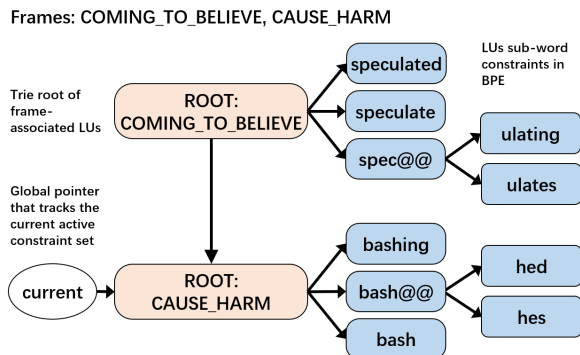 Frames: COMING_TO_BELIEVE, CAUSE_HARM
Trie root of
frame-
associated LUs
ROOT:
COMING_TO_BELIEVE
speculated
speculate
spec@@
LUs sub-word
constraints in
BPE
ulating
ulates
Global pointer
that tracks the
current active
constraint set
current
ROOT:
CAUSE_HARM
bashing
bash@@
bash
hed
hes